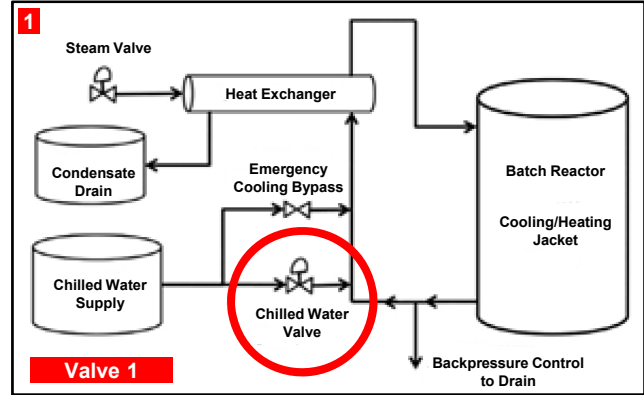 1
Steam Valve
Heat Exchanger
Condensate
Drain
Emergency
Cooling Bypass
Batch Reactor
Cooling/Heating
Jacket
Chilled Water
Supply
Chilled Water
Valve
Valve 1
Backpressure Control
to Drain